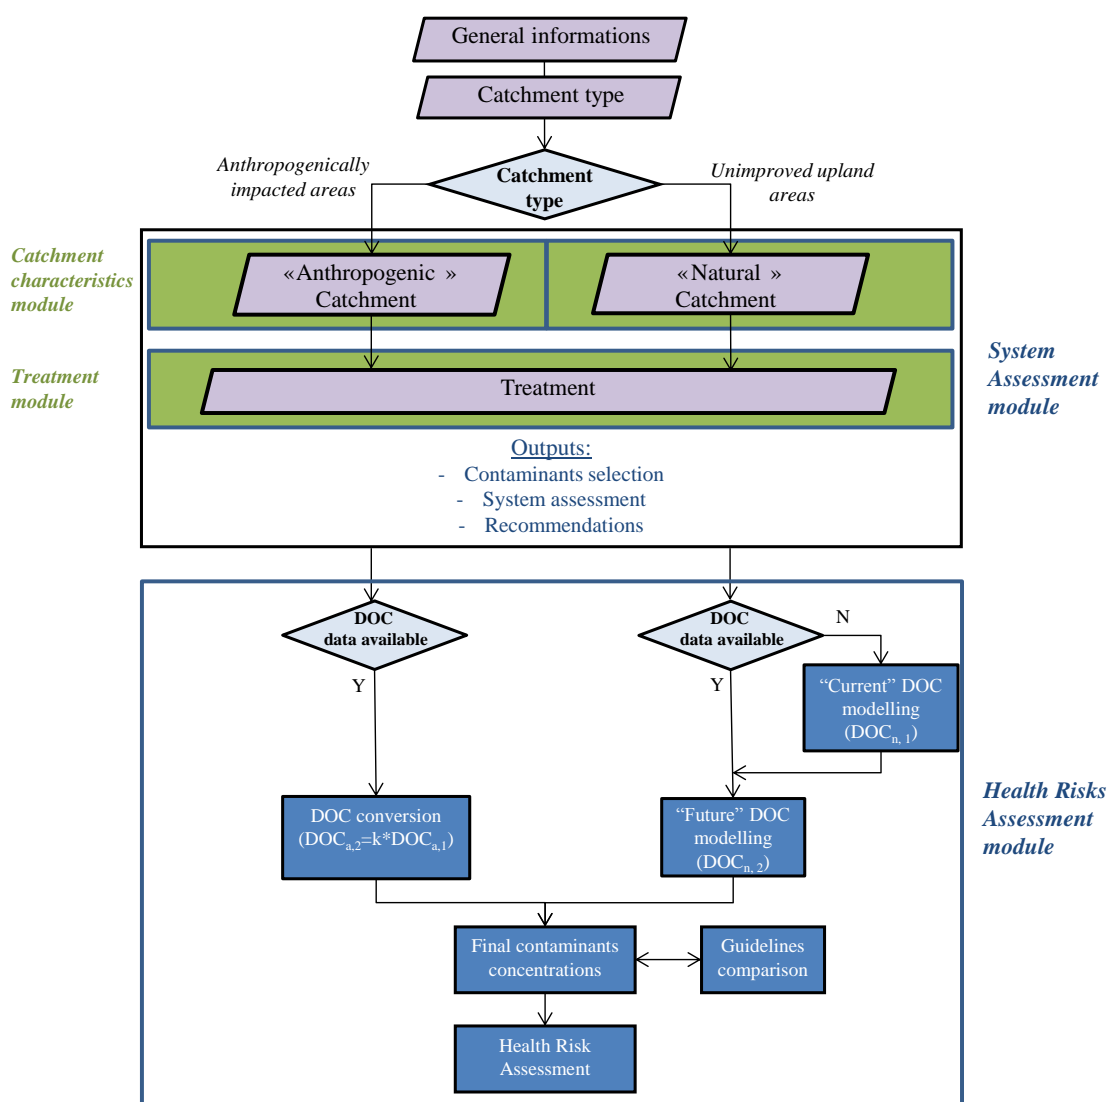 General informations
Catchment type
Anthropogenically
impacted areas
Catchment
type
Unimproved upland
areas
Catchment
characteristics
module
«Anthropogenic »
Catchment
«Natural »
Catchment
Treatment
module
Treatment
System
Assessment
module
Outputs:
- Contaminants selection
- System assessment
- Recommendations
DOC
data available
DOC
data available
N
Y
Y
“Current” DOC
modelling
(DOCn, 1)
DOC conversion
(DOCa,2=k*DOCa,1)
“Future” DOC
modelling
(DOCn, 2)
Health Risks
Assessment
module
Final contaminants
concentrations
Guidelines
comparison
Health Risk
Assessment